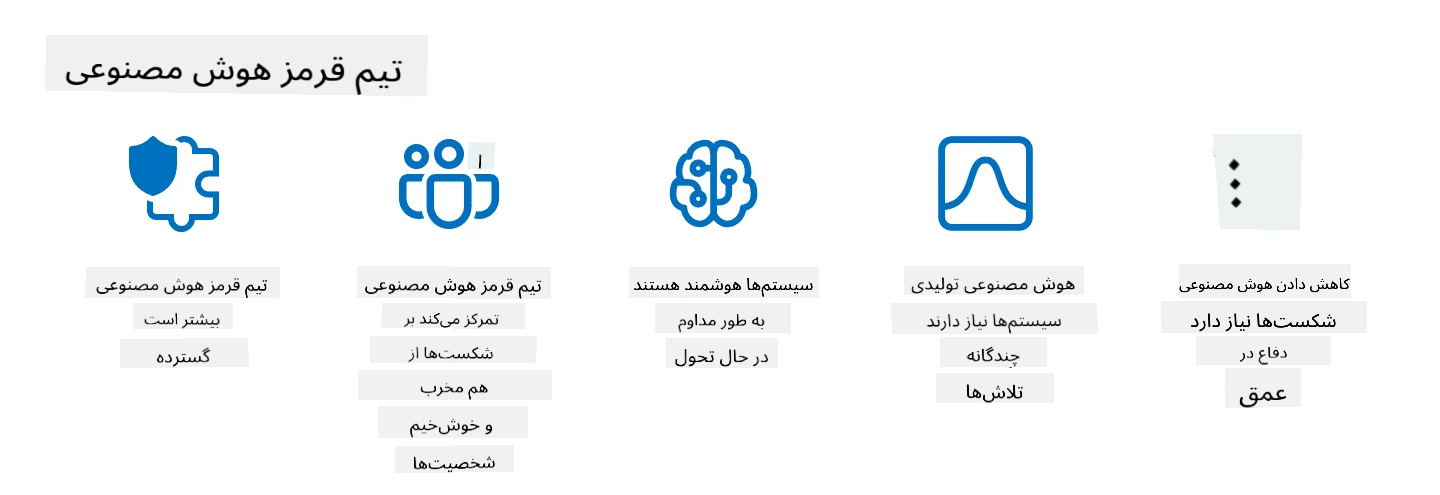 تیم قرمز هوش مصنوعی
ا
تیم قرمز هوش مصنوعی
بیشتر است
گسترده
تیم قرمز هوش مصنوعی
تمرکز می‌کند بر
شکست‌ها از
هم مخرب
و خوش‌خیم
شخصیت‌ها
سیستم‌ها هوشمند هستند
به طور مداوم
در حال تحول
هوش مصنوعی تولیدی
سیستم‌ها نیاز دارند
چندگانه
تلاش‌ها
کاهش دادن هوش مصنوعی
شکست‌ها نیاز دارد
دفاع در
عمق